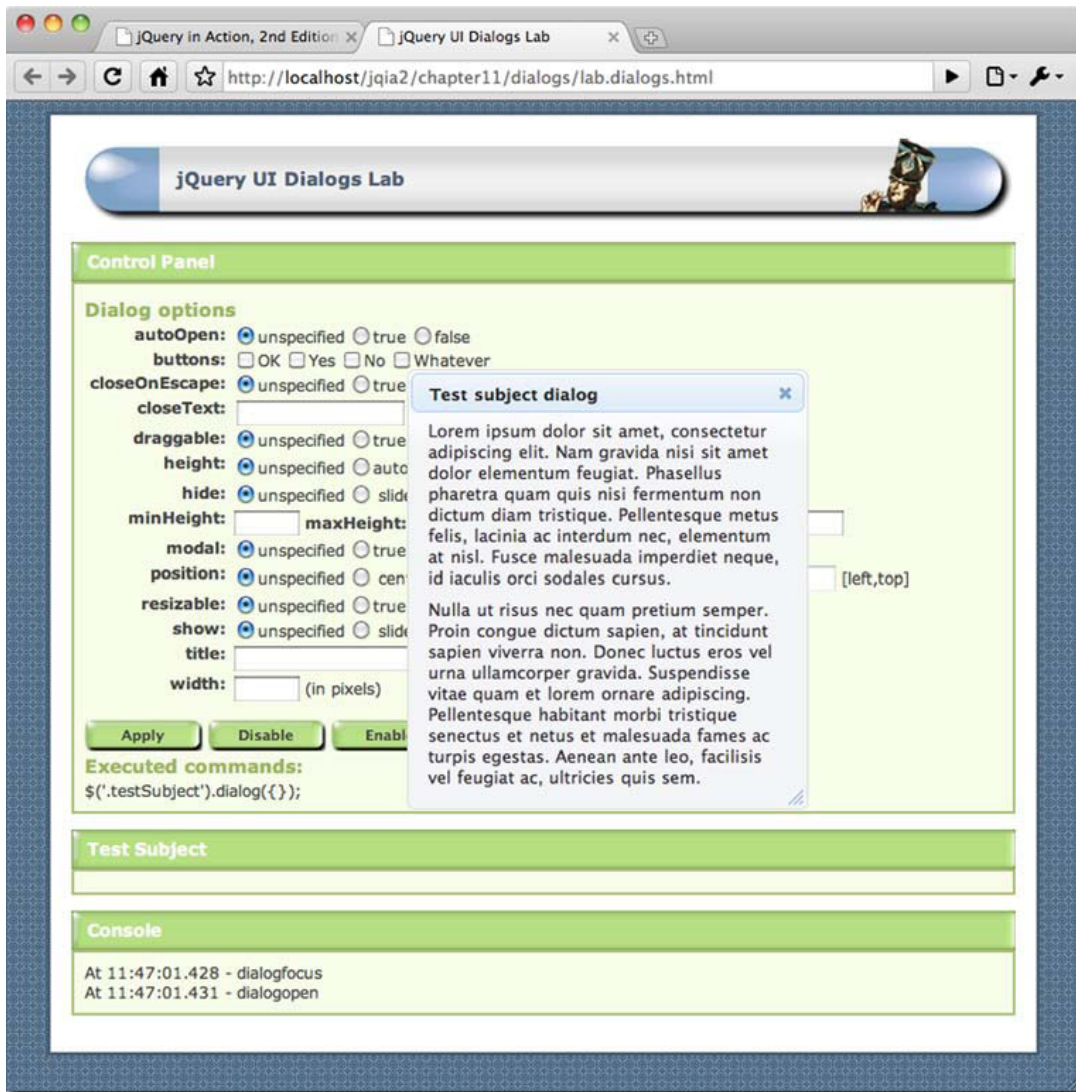 jQuery in Action, 2nd Edition
jQuery UI Dialogs Lab
http://localhost/jqia2/chapter11/dialogs/lab.dialogs.html
jQuery UI Dialogs Lab
Control Panel
Dialog options
autoOpen: unspecified true false
buttons: OK Yes No Whatever
closeOnEscape: unspecified true
closeText:
draggable: unspecified true
height: unspecified auto
hide: unspecified slide
minHeight: maxHeight:
modal: unspecified true
position: unspecified cen [left,top]
resizable: unspecified true
show: unspecified slide
title:
width: (in pixels)
Apply Disable Enabl
Executed commands:
$('.testSubject').dialog({});
Test subject dialog
Lorem ipsum dolor sit amet, consectetur
adipiscing elit. Nam gravida nisi sit amet
dolor elementum feugiat. Phasellus
pharetra quam quis nisi fermentum non
dictum diam tristique. Pellentesque metus
felis, lacinia ac interdum nec, elementum
at nisl. Fusce malesuada imperdiet neque,
id iaculis orci sodales cursus.
Nulla ut risus nec quam pretium semper.
Proin congue dictum sapien, at tincidunt
sapien viverra non. Donec luctus eros vel
urna ullamcorper gravida. Suspendisse
vitae quam et lorem ornare adipiscing.
Pellentesque habitant morbi tristique
senectus et netus et malesuada fames ac
turpis egestas. Aenean ante leo, facilisis
vel feugiat ac, ultricies quis sem.
Test Subject
Console
At 11:47:01.428 - dialogfocus
At 11:47:01.431 - dialogopen